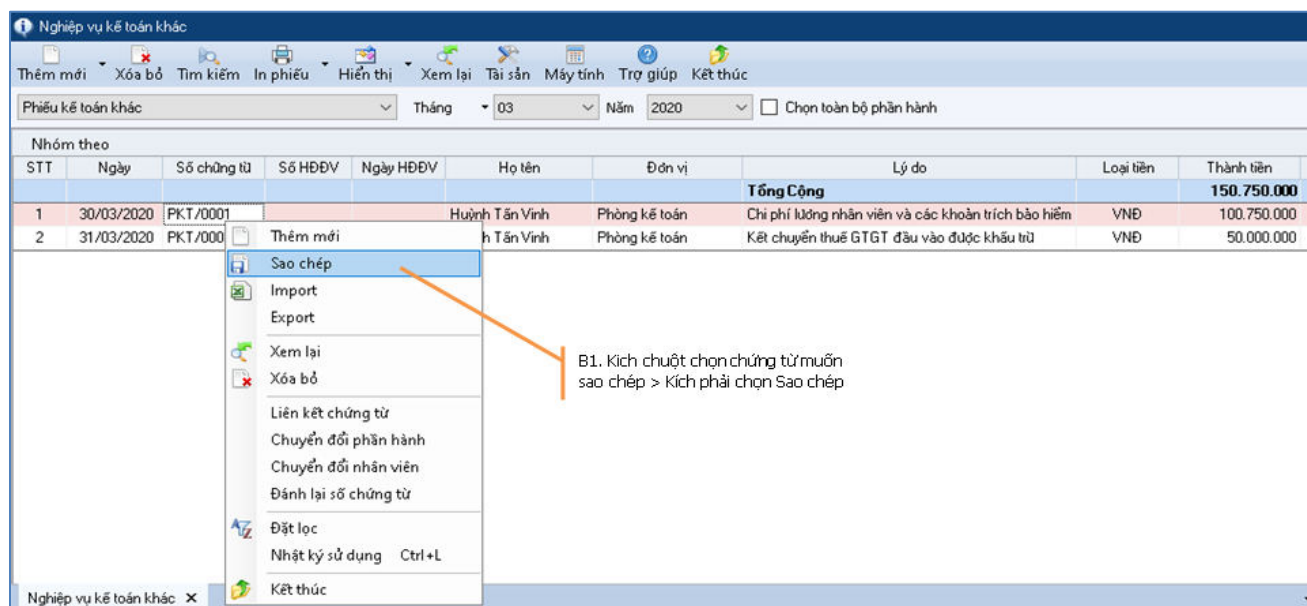 Nghiệp vụ kế toán khác
Thêm mới Xóa bỏ Tìm kiếm In phiếu Hiển thị Xem lại Tài sản Máy tính Trợ giúp Kết thúc
Phiếu kế toán khác Tháng 03 Năm 2020 Chọn toàn bộ phần hành
Nhóm theo
STT Ngày Số chứng từ Số HĐĐV Ngày HĐĐV Họ tên Đơn vị Lý do Loại tiền Thành tiền
Tổng Cộng 150.750.000
1 30/03/2020 PKT/0001 Huỳnh Tấn Vinh Phòng kế toán Chi phí lương nhân viên và các khoản trích bảo hiểm VNĐ 100.750.000
2 31/03/2020 PKT/000 h Tấn Vinh Phòng kế toán Kết chuyển thuế GTGT đầu vào được khấu trừ VNĐ 50.000.000
Thêm mới
Sao chép
Import
Export
Xem lại
Xóa bỏ
Liên kết chứng từ
Chuyển đổi phần hành
Chuyển đổi nhân viên
Đánh lại số chứng từ
Đặt lọc
Nhật ký sử dụng Ctrl+L
Kết thúc
B1. Kich chuột chọn chứng từ muốn
sao chép > Kích phải chọn Sao chép
Nghiệp vụ kế toán khác X